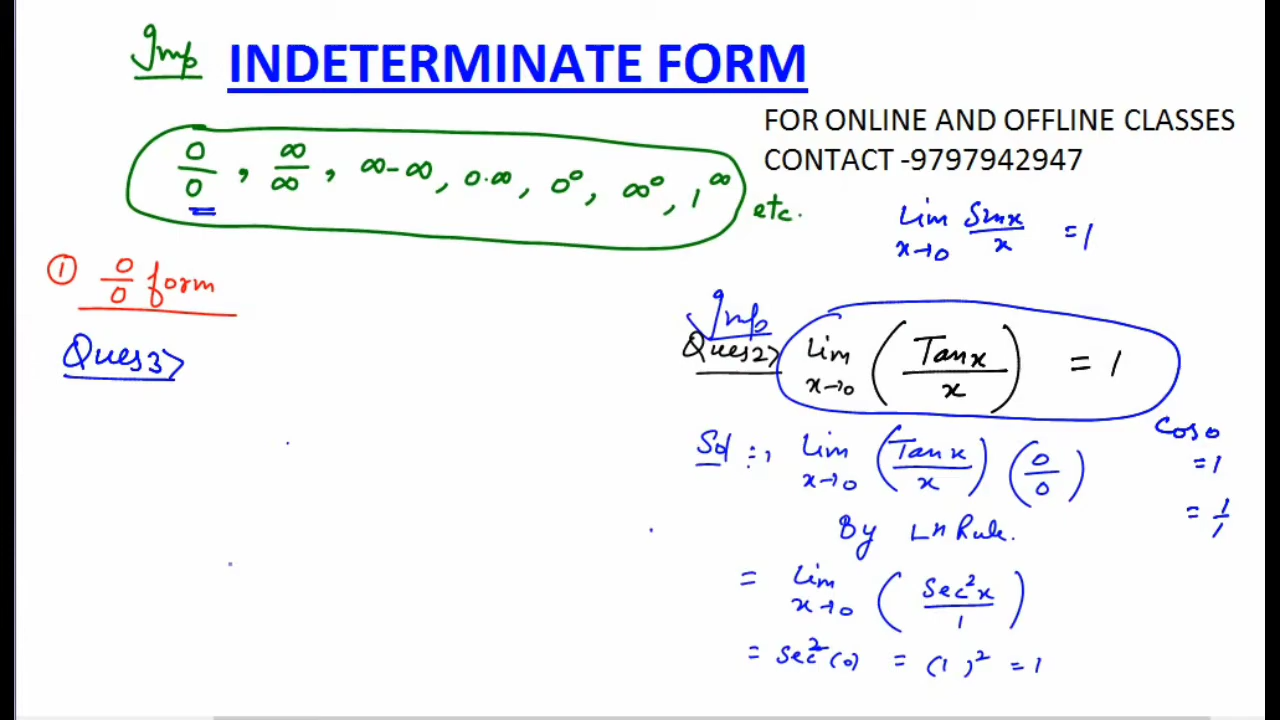 Imp INDETERMINATE FORM
FOR ONLINE AND OFFLINE CLASSES
CONTACT -9797942947
0/0, ∞/∞, ∞-∞, 0·∞, 0⁰, ∞⁰, 1^∞ etc.
Lim x→0 Sinx/x =1
① 0/0 form
Ques3>
Imp
Ques2> Lim x→0 (Tanx/x) = 1
Sol :-, Lim x→0 (Tanx/x) (0/0)
Cos0
=1
= 1/1
By LH Rule.
= Lim x→0 (Sec²x/1)
= Sec²(0) = (1)² =1